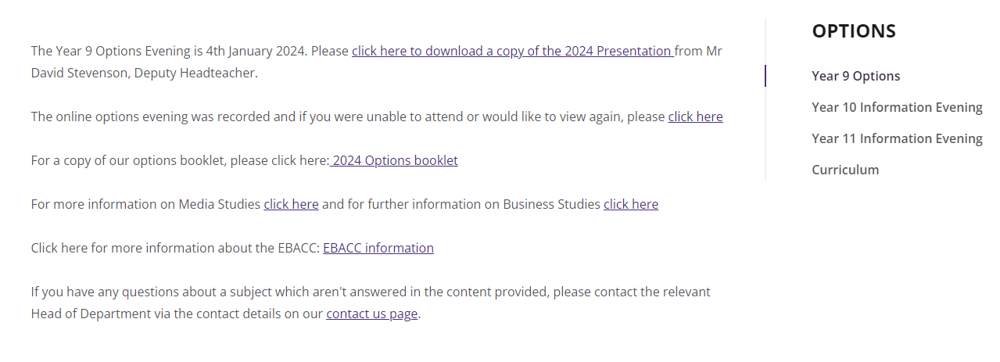 The Year 9 Options Evening is 4th January 2024. Please click here to download a copy of the 2024 Presentation from Mr
David Stevenson, Deputy Headteacher.
The online options evening was recorded and if you were unable to attend or would like to view again, please click here
For a copy of our options booklet, please click here: 2024 Options booklet
For more information on Media Studies click here and for further information on Business Studies click here
Click here for more information about the EBACC: EBACC information
If you have any questions about a subject which aren't answered in the content provided, please contact the relevant
Head of Department via the contact details on our contact us page.
OPTIONS
Year 9 Options
Year 10 Information Evening
Year 11 Information Evening
Curriculum